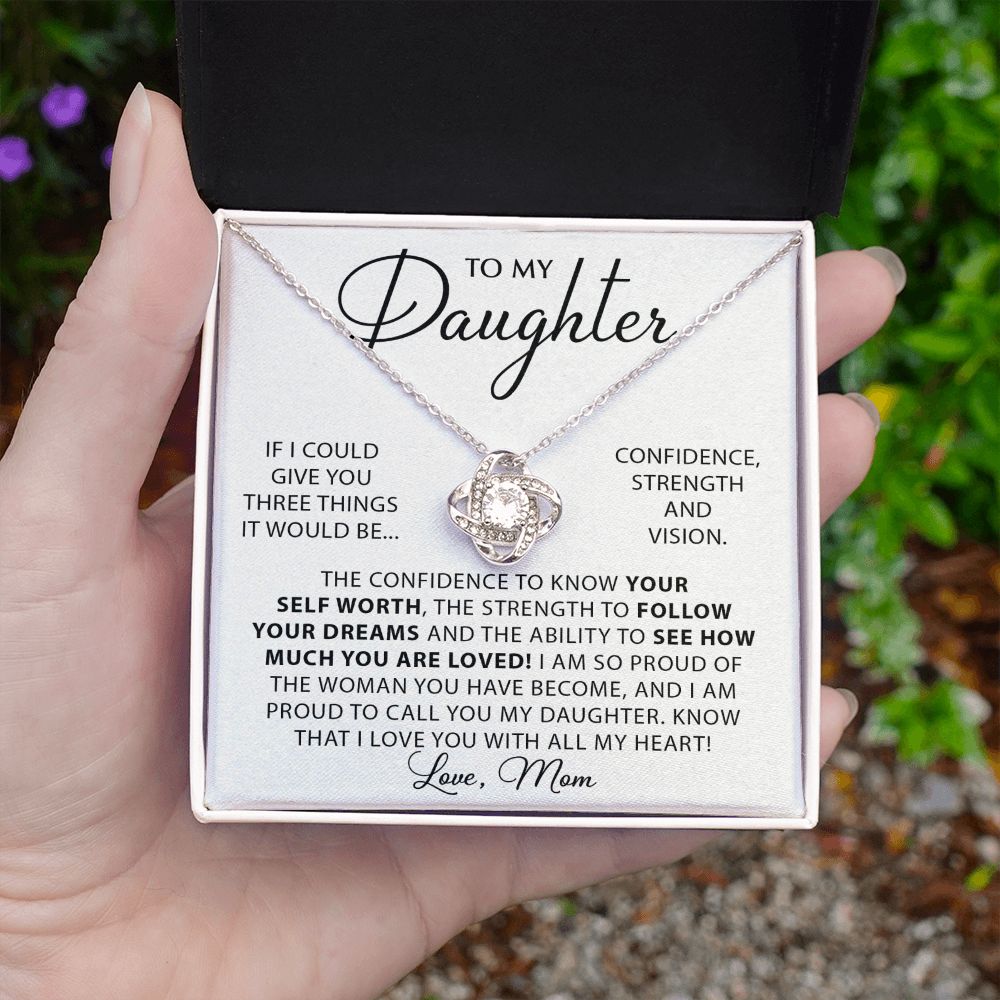 TO MY
Daughter
IF I COULD
GIVE YOU
THREE THINGS
IT WOULD BE...
CONFIDENCE,
STRENGTH
AND
VISION.
THE CONFIDENCE TO KNOW YOUR
SELF WORTH, THE STRENGTH TO FOLLOW
YOUR DREAMS AND THE ABILITY TO SEE HOW
MUCH YOU ARE LOVED! I AM SO PROUD OF
THE WOMAN YOU HAVE BECOME, AND I AM
PROUD TO CALL YOU MY DAUGHTER. KNOW
THAT I LOVE YOU WITH ALL MY HEART!
Love, Mom